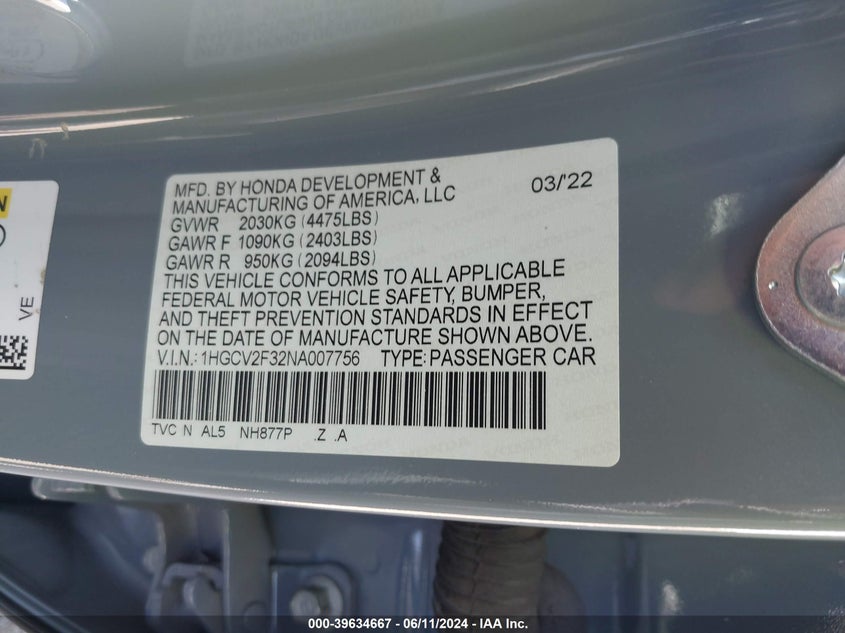 MFD. BY HONDA DEVELOPMENT &
MANUFACTURING OF AMERICA, LLC 03/'22
GVWR 2030KG (4475LBS)
GAWR F 1090KG (2403LBS)
GAWR R 950KG (2094LBS)
THIS VEHICLE CONFORMS TO ALL APPLICABLE
FEDERAL MOTOR VEHICLE SAFETY, BUMPER,
AND THEFT PREVENTION STANDARDS IN EFFECT
ON THE DATE OF MANUFACTURE SHOWN ABOVE.
V.I.N.: 1HGCV2F32NA007756 TYPE: PASSENGER CAR
TVC N AL5 NH877P .Z .A
VE
000-39634667 / 06/11/2024 - IAA Inc.